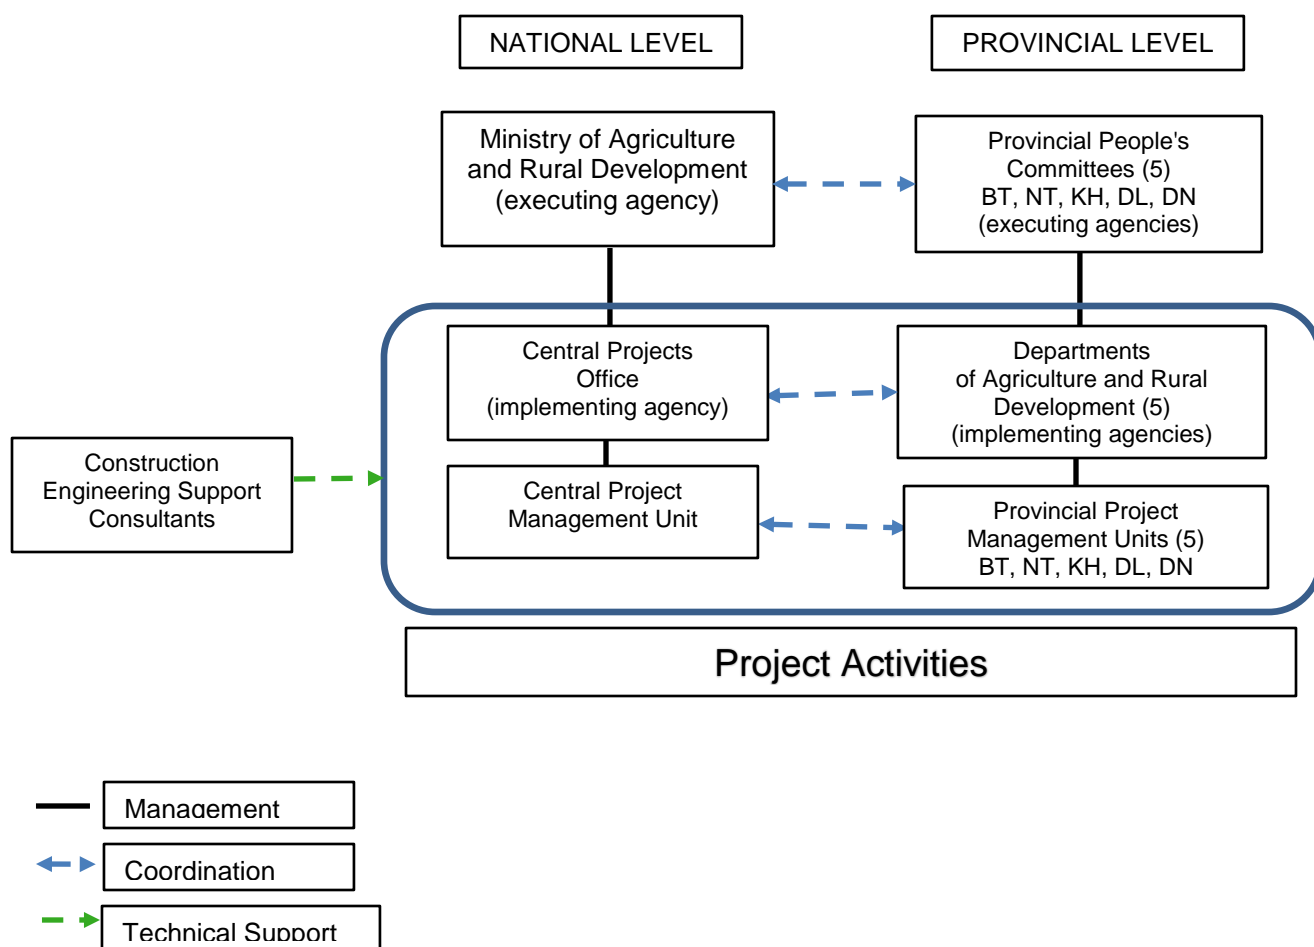 NATIONAL LEVEL
PROVINCIAL LEVEL
Ministry of Agriculture
and Rural Development
(executing agency)
Provincial People's
Committees (5)
BT, NT, KH, DL, DN
(executing agencies)
Central Projects
Office
(implementing agency)
Departments
of Agriculture and Rural
Development (5)
(implementing agencies)
Construction
Engineering Support
Consultants
Central Project
Management Unit
Provincial Project
Management Units (5)
BT, NT, KH, DL, DN
Project Activities
Management
Coordination
Technical Support